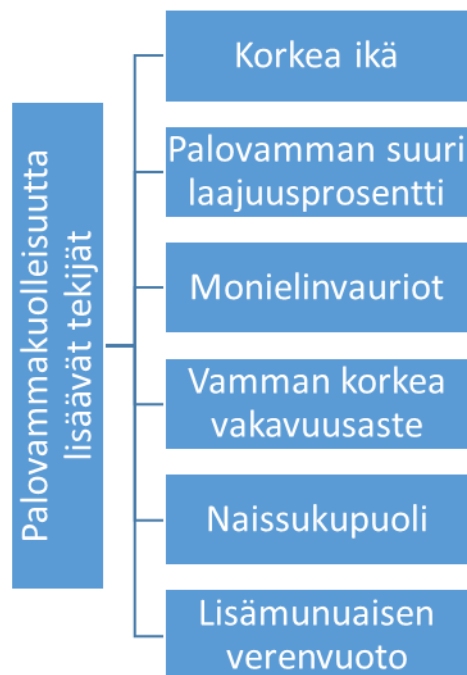 Palovammakuolleisuutta
lisäävät tekijät
Korkea ikä
Palovamman suuri
laajuusprosentti
Monielinvauriot
Vamman korkea
vakavuusaste
Naissukupuoli
Lisämunuaisen
verenvuoto